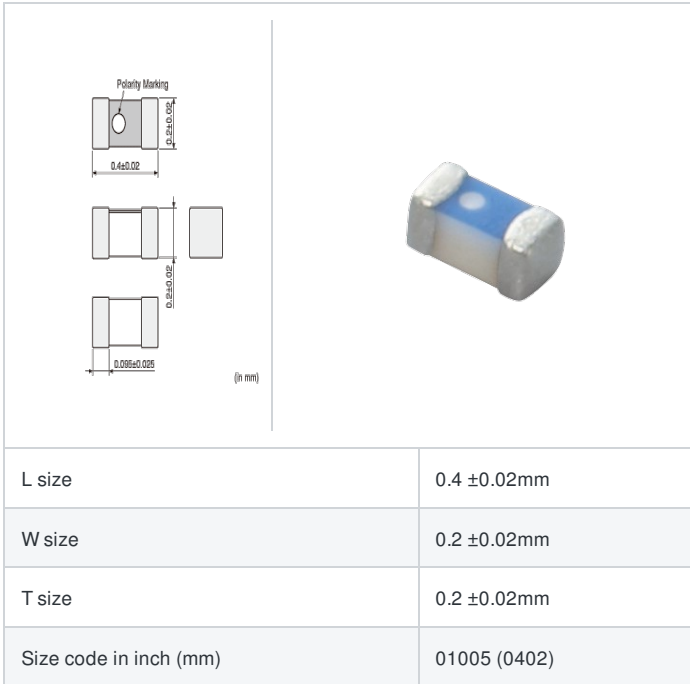 Polarity Marking
0.2±0.02
0.4±0.02
0.2±0.02
0.095±0.025
(in mm)
L size 0.4 ±0.02mm
W size 0.2 ±0.02mm
T size 0.2 ±0.02mm
Size code in inch (mm) 01005 (0402)